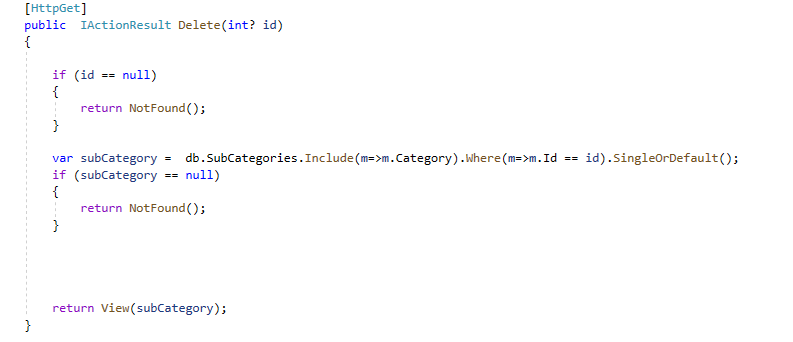 [HttpGet]
public  IActionResult Delete(int? id)
{
if (id == null)
{
return NotFound();
}
var subCategory =  db.SubCategories.Include(m=>m.Category).Where(m=>m.Id == id).SingleOrDefault();
if (subCategory == null)
{
return NotFound();
}
return View(subCategory);
}